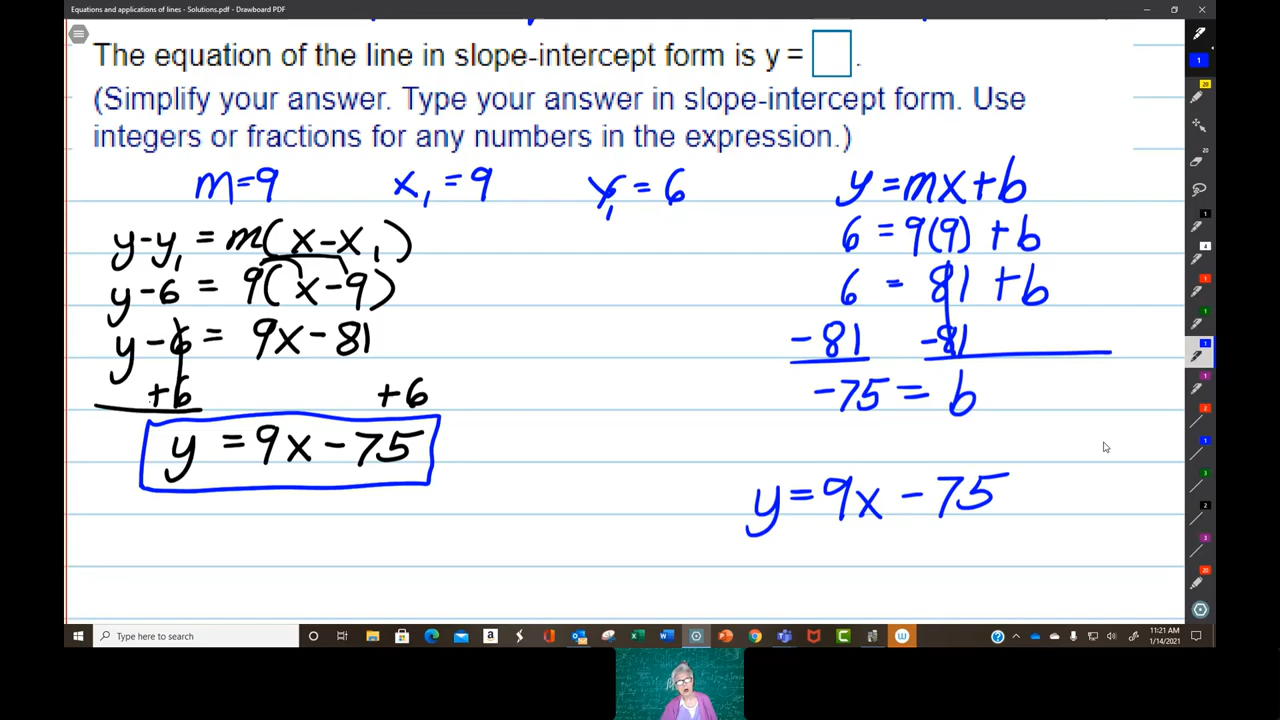 Equations and applications of lines - Solutions.pdf - Drawboard PDF
The equation of the line in slope-intercept form is y = .
(Simplify your answer. Type your answer in slope-intercept form. Use
integers or fractions for any numbers in the expression.)
m=9 x₁ = 9 y₁ = 6
y-y₁ = m(x-x₁)
y-6 = 9(x-9)
y-6 = 9x-81
+6 +6
y = 9x-75
y = mx+b
6 = 9(9) +b
6 = 81 +b
-81 -81
-75 = b
y = 9x - 75
Type here to search
11:21 AM
1/14/2021